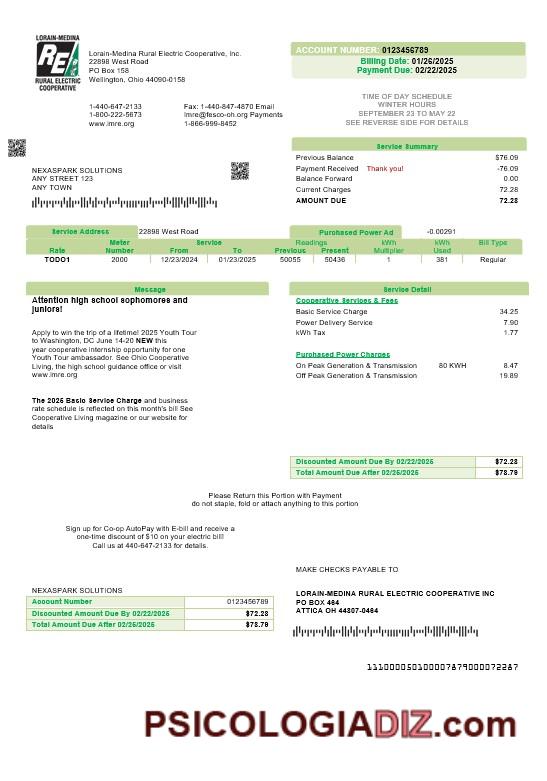 LORAIN-MEDINA
RE
RURAL ELECTRIC
COOPERATIVE
Lorain-Medina Rural Electric Cooperative, Inc.
22898 West Road
PO Box 158
Wellington, Ohio 44090-0158
1-440-647-2133
1-800-222-5673
www.imre.org
Fax: 1-440-847-4870 Email
lmre@fesco-oh.org Payments
1-866-999-8452
ACCOUNT NUMBER: 0123456789
Billing Date: 01/26/2025
Payment Due: 02/22/2025
TIME OF DAY SCHEDULE
WINTER HOURS
SEPTEMBER 23 TO MAY 22
SEE REVERSE SIDE FOR DETAILS
NEXASPARK SOLUTIONS
ANY STREET 123
ANY TOWN
Service Summary
Previous Balance $76.09
Payment Received Thank you! -76.09
Balance Forward 0.00
Current Charges 72.28
AMOUNT DUE 72.28
Service Address 22898 West Road Purchased Power Ad -0.00291
Meter Service Readings kWh kWh Bill Type
Rate Number From To Previous Present Multiplier Used
TODO1 2000 12/23/2024 01/23/2025 50055 50436 1 381 Regular
Message
Attention high school sophomores and
juniors!
Apply to win the trip of a lifetime! 2025 Youth Tour
to Washington, DC June 14-20 NEW this
year cooperative internship opportunity for one
Youth Tour ambassador. See Ohio Cooperative
Living, the high school guidance office or visit
www.imre.org
The 2025 Basic Service Charge and business
rate schedule is reflected on this month's bill See
Cooperative Living magazine or our website for
details
Service Detail
Cooperative Services & Fees
Basic Service Charge 34.25
Power Delivery Service 7.90
kWh Tax 1.77
Purchased Power Charges
On Peak Generation & Transmission 80 KWH 8.47
Off Peak Generation & Transmission 19.89
Discounted Amount Due By 02/22/2025 $72.28
Total Amount Due After 02/25/2025 $78.79
Please Return this Portion with Payment
do not staple, fold or attach anything to this portion
Sign up for Co-op AutoPay with E-bill and receive a
one-time discount of $10 on your electric bill!
Call us at 440-647-2133 for details.
MAKE CHECKS PAYABLE TO
NEXASPARK SOLUTIONS
Account Number 0123456789
Discounted Amount Due By 02/22/2025 $72.28
Total Amount Due After 02/25/2025 $78.79
LORAIN-MEDINA RURAL ELECTRIC COOPERATIVE INC
PO BOX 464
ATTICA OH 44807-0464
111000050100007879000072287
PSICOLOGIADIZ.com